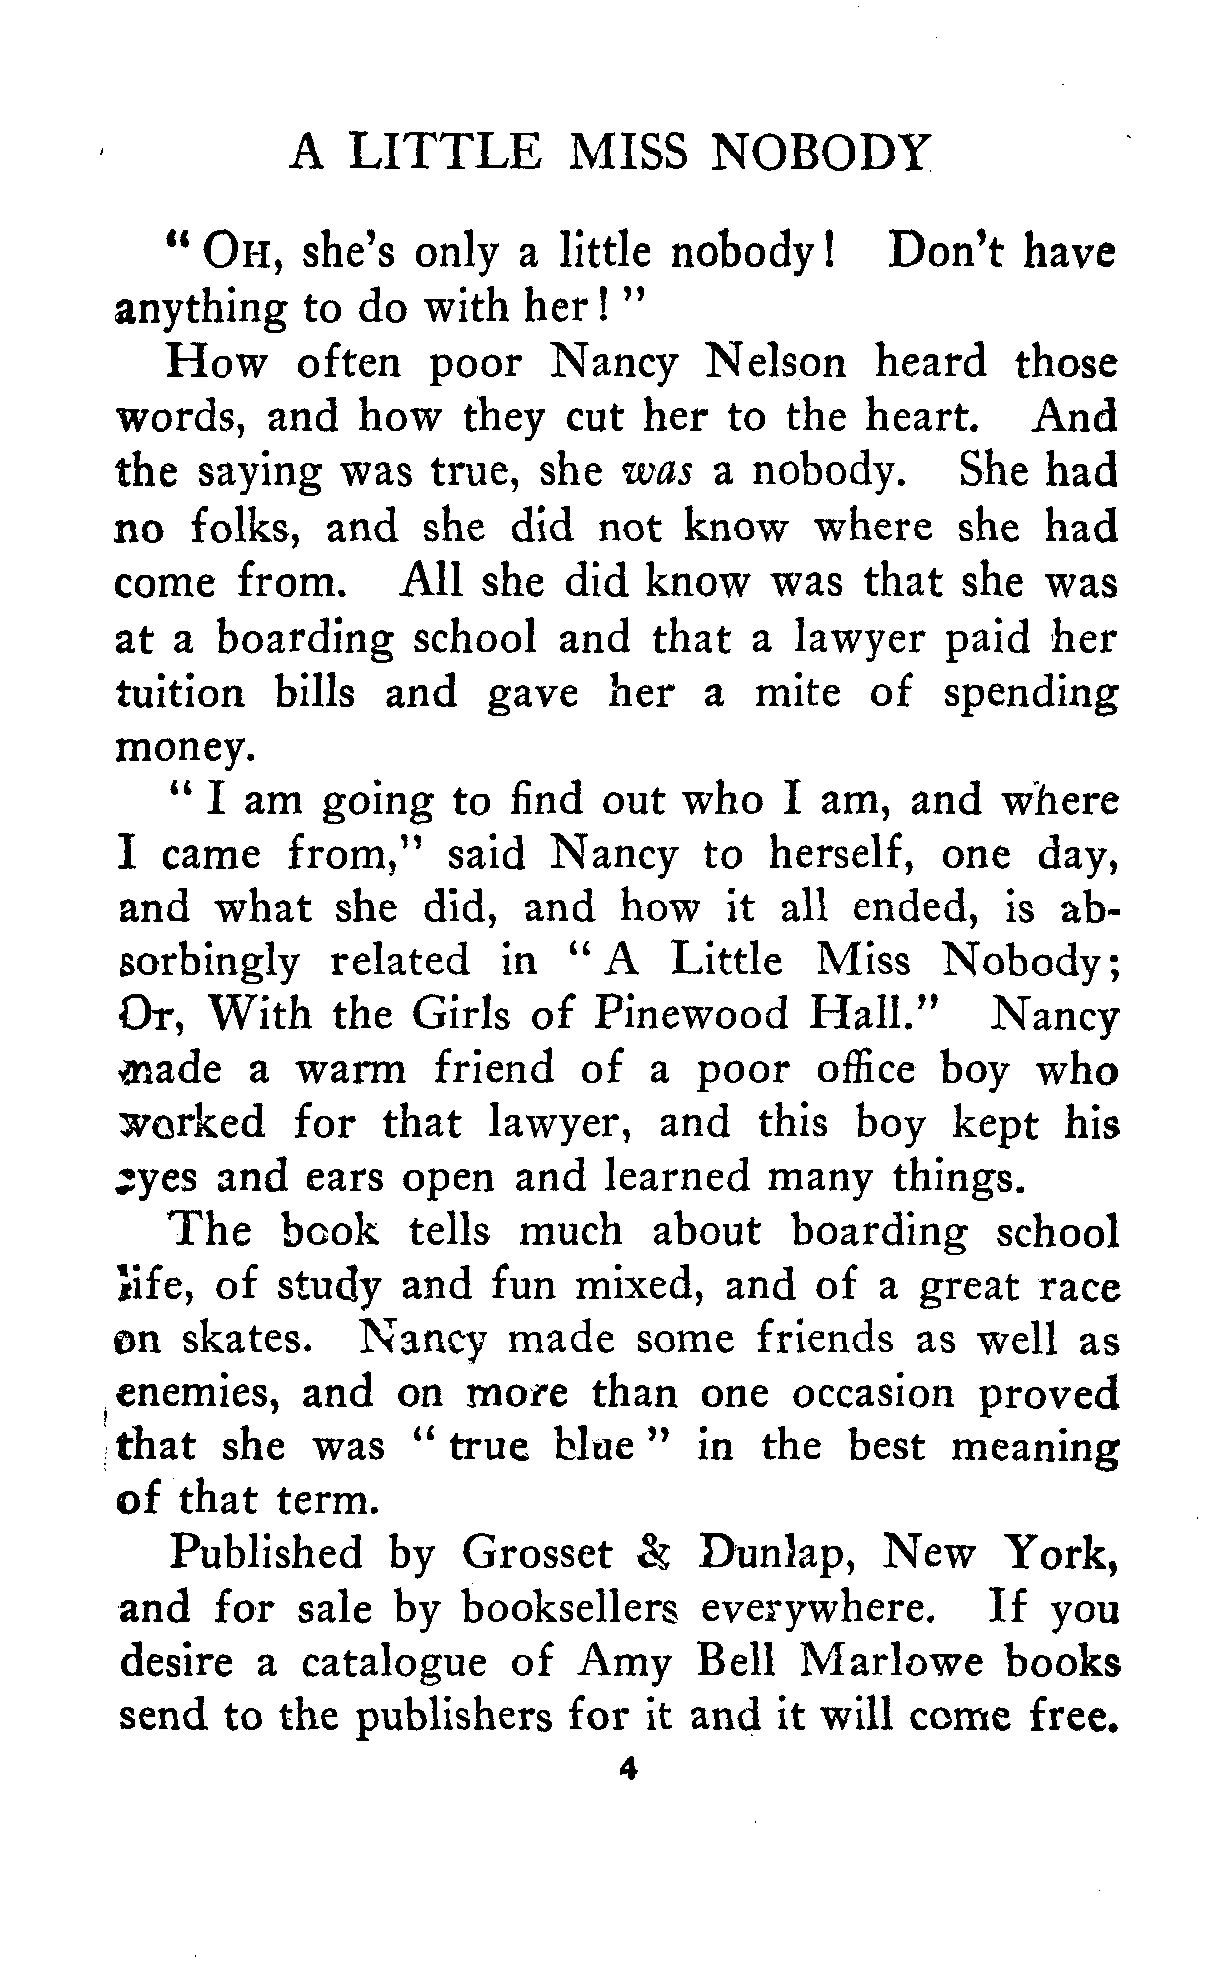 A LITTLE MISS NOBODY
" OH, she's only a little nobody! Don't have
anything to do with her! "
How often poor Nancy Nelson heard those
words, and how they cut her to the heart. And
the saying was true, she was a nobody. She had
no folks, and she did not know where she had
come from. All she did know was that she was
at a boarding school and that a lawyer paid her
tuition bills and gave her a mite of spending
money.
" I am going to find out who I am, and where
I came from," said Nancy to herself, one day,
and what she did, and how it all ended, is ab-
sorbingly related in " A Little Miss Nobody;
Or, With the Girls of Pinewood Hall." Nancy
made a warm friend of a poor office boy who
worked for that lawyer, and this boy kept his
eyes and ears open and learned many things.
The book tells much about boarding school
life, of study and fun mixed, and of a great race
on skates. Nancy made some friends as well as
enemies, and on more than one occasion proved
that she was " true blue " in the best meaning
of that term.
Published by Grosset & Dunlap, New York,
and for sale by booksellers everywhere. If you
desire a catalogue of Amy Bell Marlowe books
send to the publishers for it and it will come free.
4